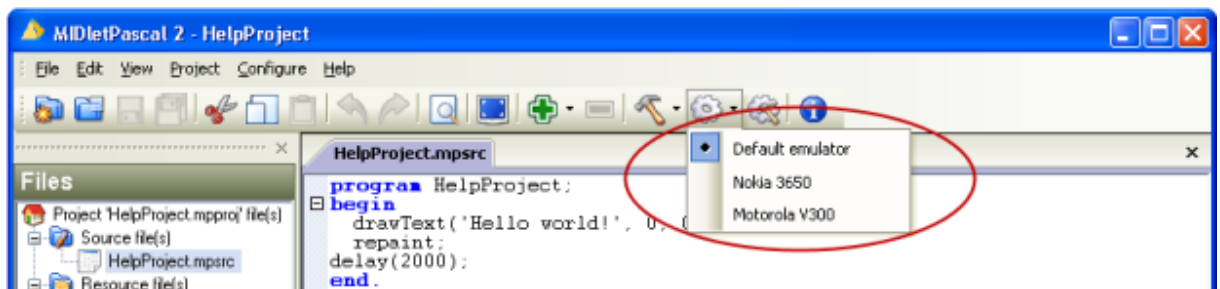 MIDletPascal 2 - HelpProject
File Edit View Project Configure Help
HelpProject.mpsrc
Default emulator
Nokia 3650
Motorola V300
Files
Project 'HelpProject.mpproj' file(s)
Source file(s)
HelpProject.mpsrc
Resource file(s)
program HelpProject;
begin
drawText('Hello world!', 0,
repaint;
delay(2000);
end.